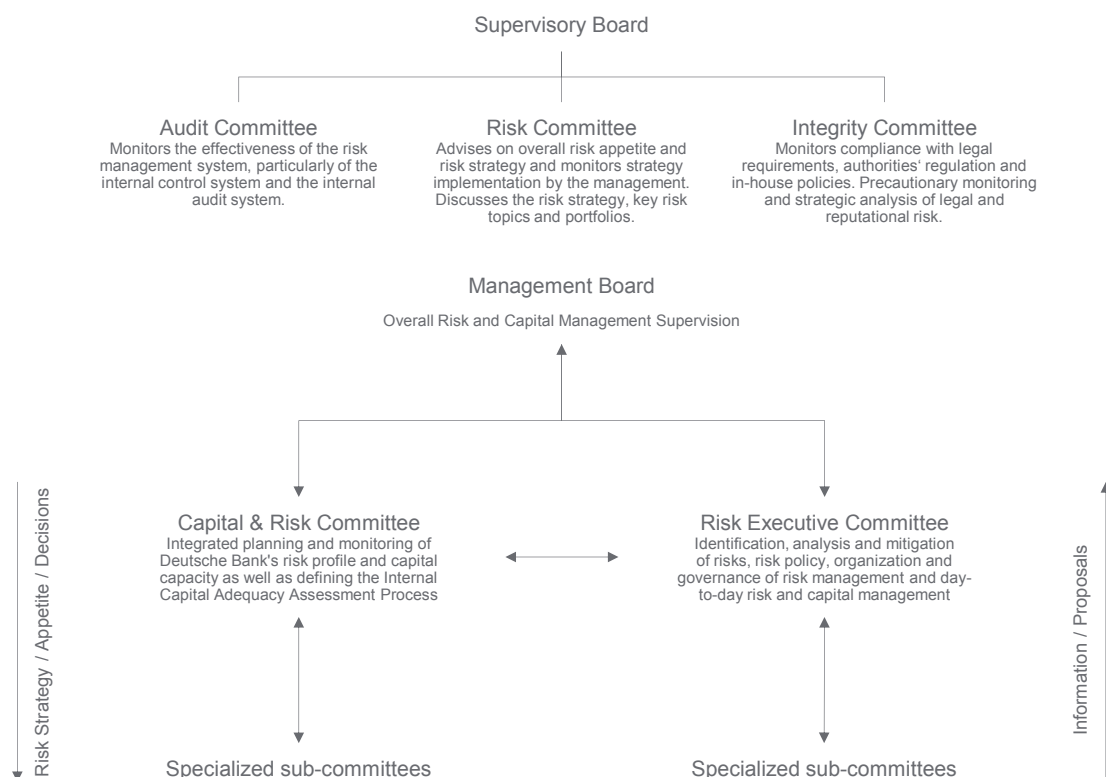 Supervisory Board
Audit Committee
Monitors the effectiveness of the risk
management system, particularly of the
internal control system and the internal
audit system.
Risk Committee
Advises on overall risk appetite and
risk strategy and monitors strategy
implementation by the management.
Discusses the risk strategy, key risk
topics and portfolios.
Integrity Committee
Monitors compliance with legal
requirements, authorities‘ regulation and
in-house policies. Precautionary monitoring
and strategic analysis of legal and
reputational risk.
Management Board
Overall Risk and Capital Management Supervision
Risk Strategy / Appetite / Decisions
Capital & Risk Committee
Integrated planning and monitoring of
Deutsche Bank's risk profile and capital
capacity as well as defining the Internal
Capital Adequacy Assessment Process
Risk Executive Committee
Identification, analysis and mitigation
of risks, risk policy, organization and
governance of risk management and day-
to-day risk and capital management
Information / Proposals
Specialized sub-committees
Specialized sub-committees